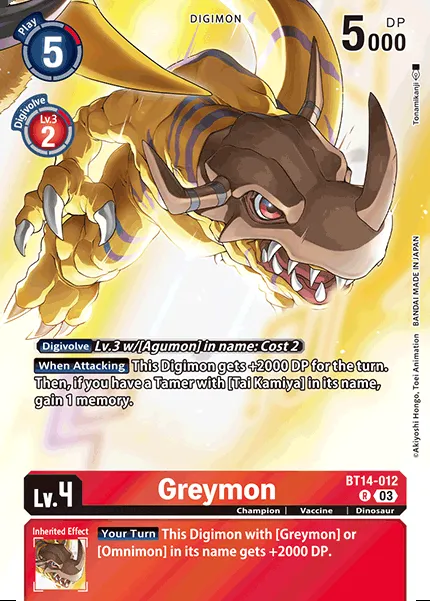 DIGIMON
Play
5
DP
5000
Digivolve
Lv.3
2
Tonamikanji
Digivolve Lv.3 w/[Agumon] in name: Cost 2
When Attacking This Digimon gets +2000 DP for the turn.
Then, if you have a Tamer with [Tai Kamiya] in its name,
gain 1 memory.
©Akiyoshi Hongo, Toei Animation BANDAI MADE IN JAPAN
Lv.4
Greymon
BT14-012
R 03
Champion | Vaccine | Dinosaur
Inherited Effect
Your Turn This Digimon with [Greymon] or
[Omnimon] in its name gets +2000 DP.